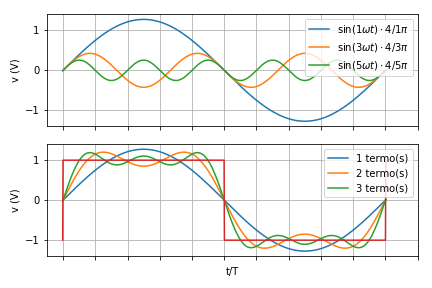 1
0
−1
v (V)
sin(1ωt) · 4/1π
sin(3ωt) · 4/3π
sin(5ωt) · 4/5π
1
0
−1
v (V)
1 termo(s)
2 termo(s)
3 termo(s)
t/T